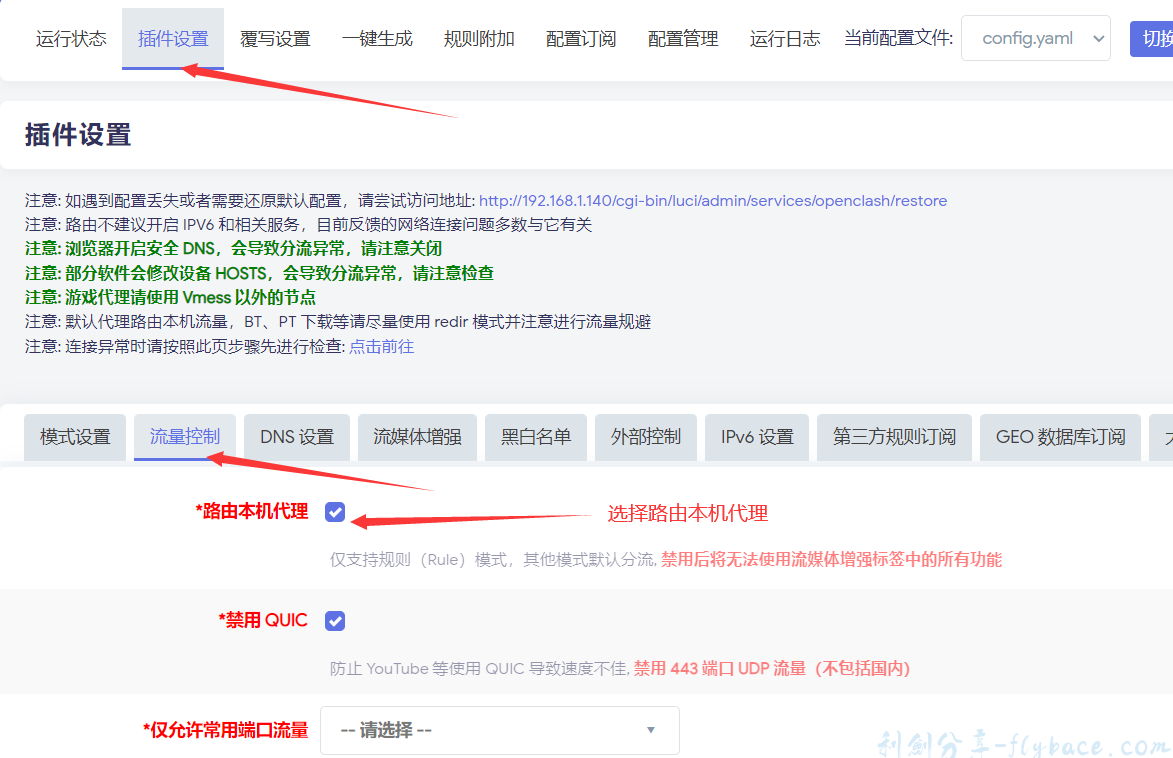 运行状态 插件设置 覆写设置 一键生成 规则附加 配置订阅 配置管理 运行日志 当前配置文件: config.yaml 切换
插件设置
注意: 如遇到配置丢失或者需要还原默认配置，请尝试访问地址: http://192.168.1.140/cgi-bin/luci/admin/services/openclash/restore
注意: 路由不建议开启 IPV6 和相关服务，目前反馈的网络连接问题多数与它有关
注意: 浏览器开启安全 DNS，会导致分流异常，请注意关闭
注意: 部分软件会修改设备 HOSTS，会导致分流异常，请注意检查
注意: 游戏代理请使用 Vmess 以外的节点
注意: 默认代理路由本机流量，BT、PT 下载等请尽量使用 redir 模式并注意进行流量规避
注意: 连接异常时请按照此页步骤先进行检查: 点击前往
模式设置 流量控制 DNS 设置 流媒体增强 黑白名单 外部控制 IPv6 设置 第三方规则订阅 GEO 数据库订阅
*路由本机代理 选择路由本机代理
仅支持规则（Rule）模式，其他模式默认分流, 禁用后将无法使用流媒体增强标签中的所有功能
*禁用 QUIC
防止 YouTube 等使用 QUIC 导致速度不佳, 禁用 443 端口 UDP 流量（不包括国内）
*仅允许常用端口流量 -- 请选择 --
利剑分享-flybace.com